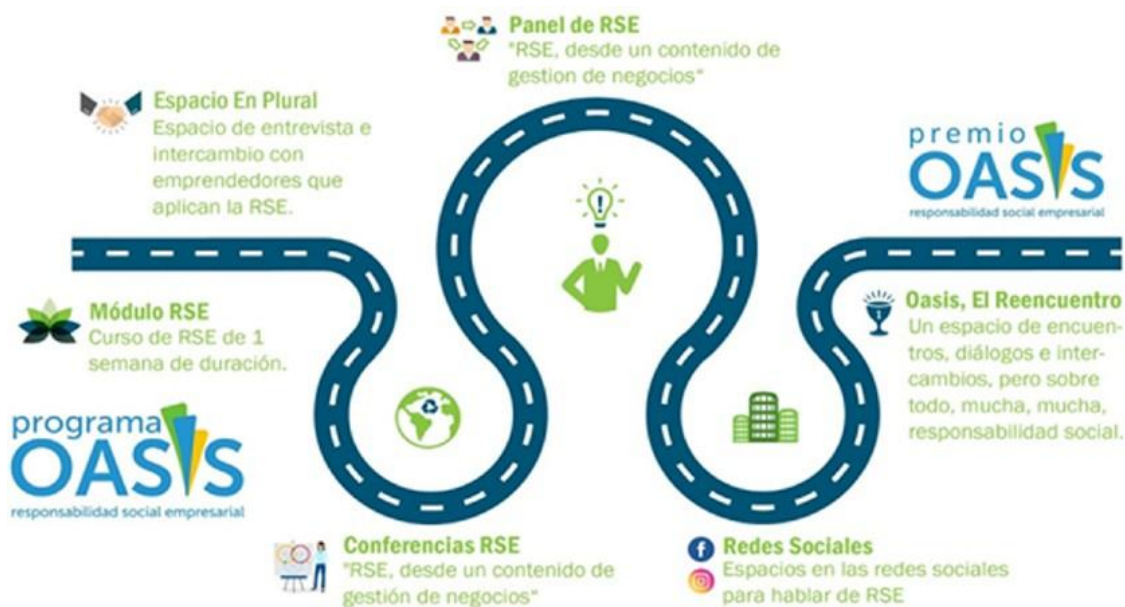 Panel de RSE
"RSE, desde un contenido de
gestion de negocios"
Espacio En Plural
Espacio de entrevista e
intercambio con
emprendedores que
aplican la RSE.
premio
OASIS
responsabilidad social empresarial
Módulo RSE
Curso de RSE de 1
semana de duración.
Oasis, El Reencuentro
Un espacio de encuen-
tros, diálogos e inter-
cambios, pero sobre
todo, mucha, mucha,
responsabilidad social.
programa
OASIS
responsabilidad social empresarial
Conferencias RSE
"RSE, desde un contenido de
gestión de negocios"
Redes Sociales
Espacios en las redes sociales
para hablar de RSE